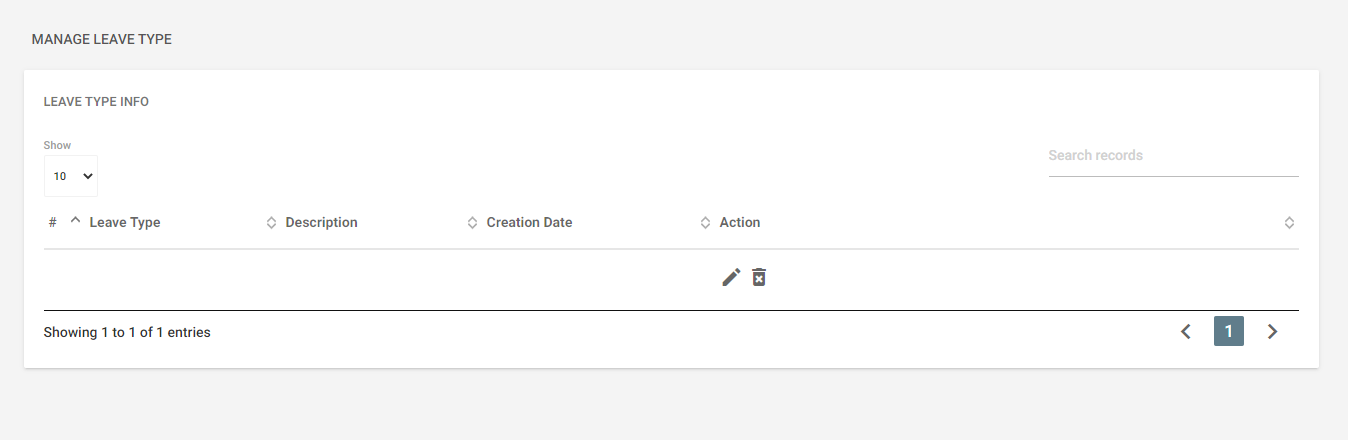 MANAGE LEAVE TYPE
LEAVE TYPE INFO
Show
10
Search records
# Leave Type Description Creation Date Action
Showing 1 to 1 of 1 entries
1